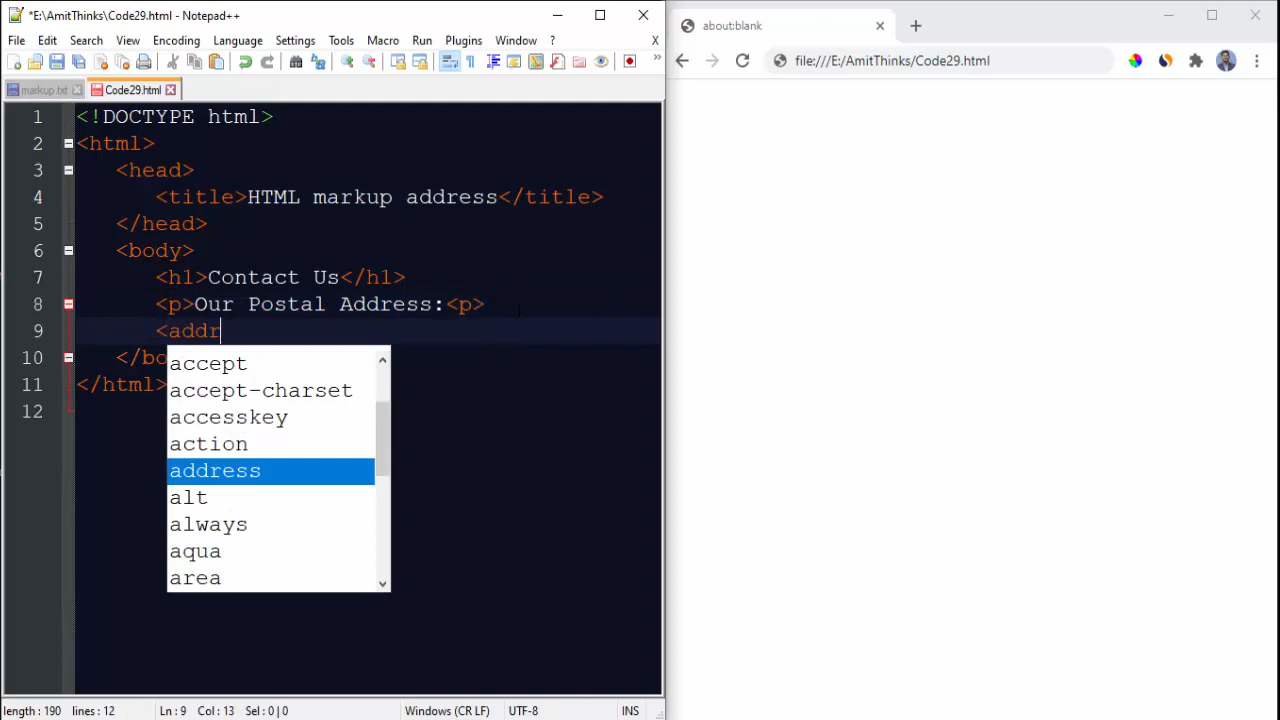 *E:\AmitThinks\Code29.html - Notepad++
File Edit Search View Encoding Language Settings Tools Macro Run Plugins Window ? X
markup.txt Code29.html
1 <!DOCTYPE html>
2 <html>
3 <head>
4 <title>HTML markup address</title>
5 </head>
6 <body>
7 <h1>Contact Us</h1>
8 <p>Our Postal Address:<p>
9 <addr
10 </bo
11 </html>
12
accept
accept-charset
accesskey
action
address
alt
always
aqua
area
length : 190 lines : 12 Ln : 9 Col : 13 Sel : 0 | 0 Windows (CR LF) UTF-8 INS
about:blank
file:///E:/AmitThinks/Code29.html